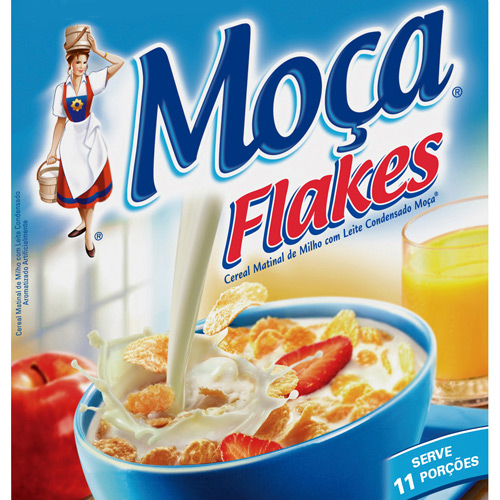 Moça®
Flakes
Cereal Matinal de Milho com Leite Condensado Moça®
®
Cereal Matinal de Milho com Leite Condensado
Aromatizado Artificialmente
SERVE
11 PORÇÕES